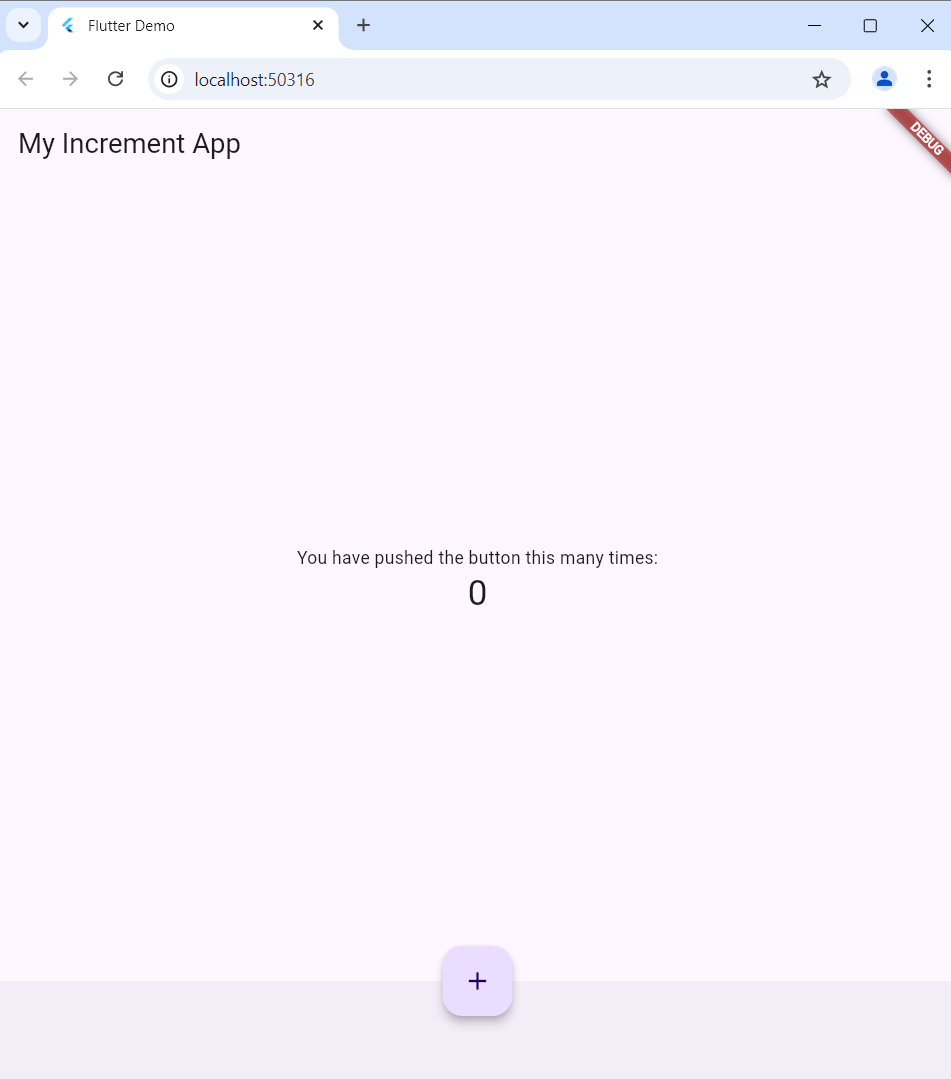 Flutter Demo
localhost:50316
My Increment App
DEBUG
You have pushed the button this many times:
0